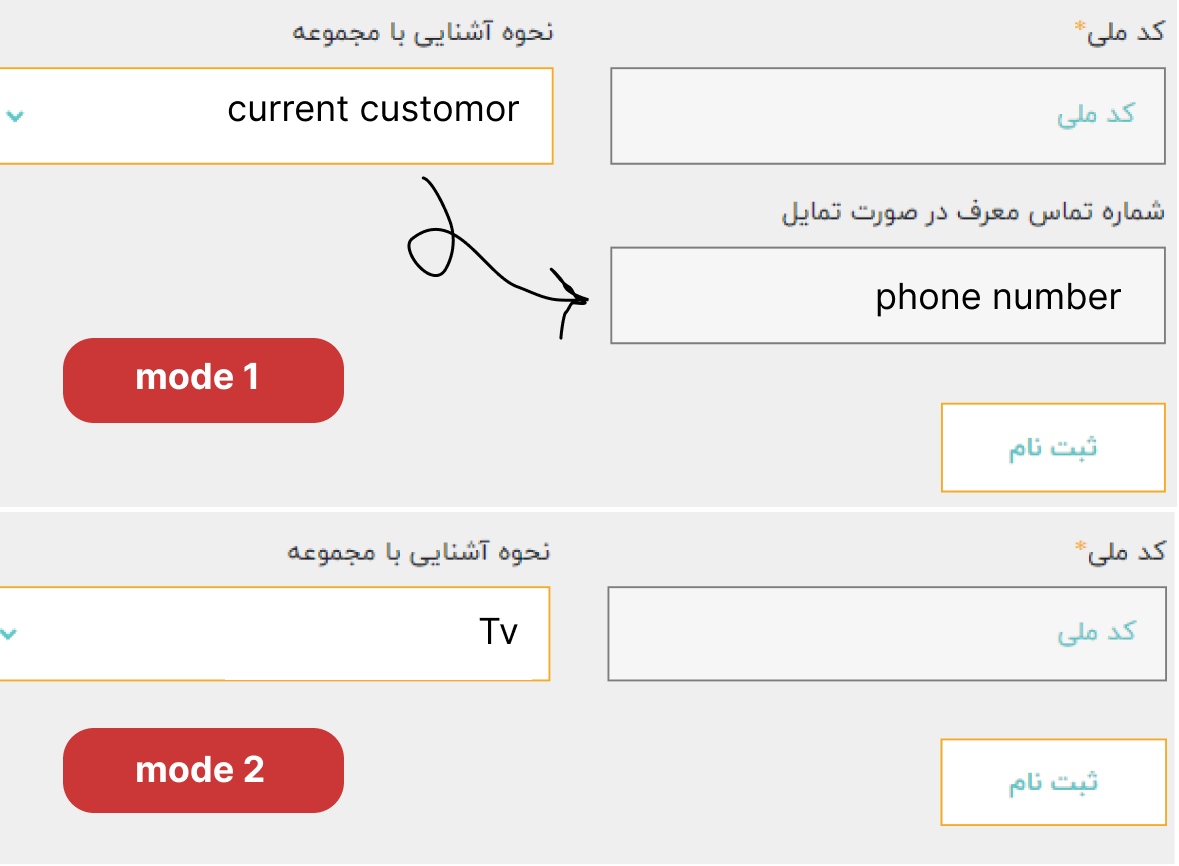 کد ملی*
نحوه آشنایی با مجموعه
کد ملی
current customor
شماره تماس معرف در صورت تمایل
phone number
mode 1
ثبت نام
کد ملی*
نحوه آشنایی با مجموعه
کد ملی
Tv
mode 2
ثبت نام